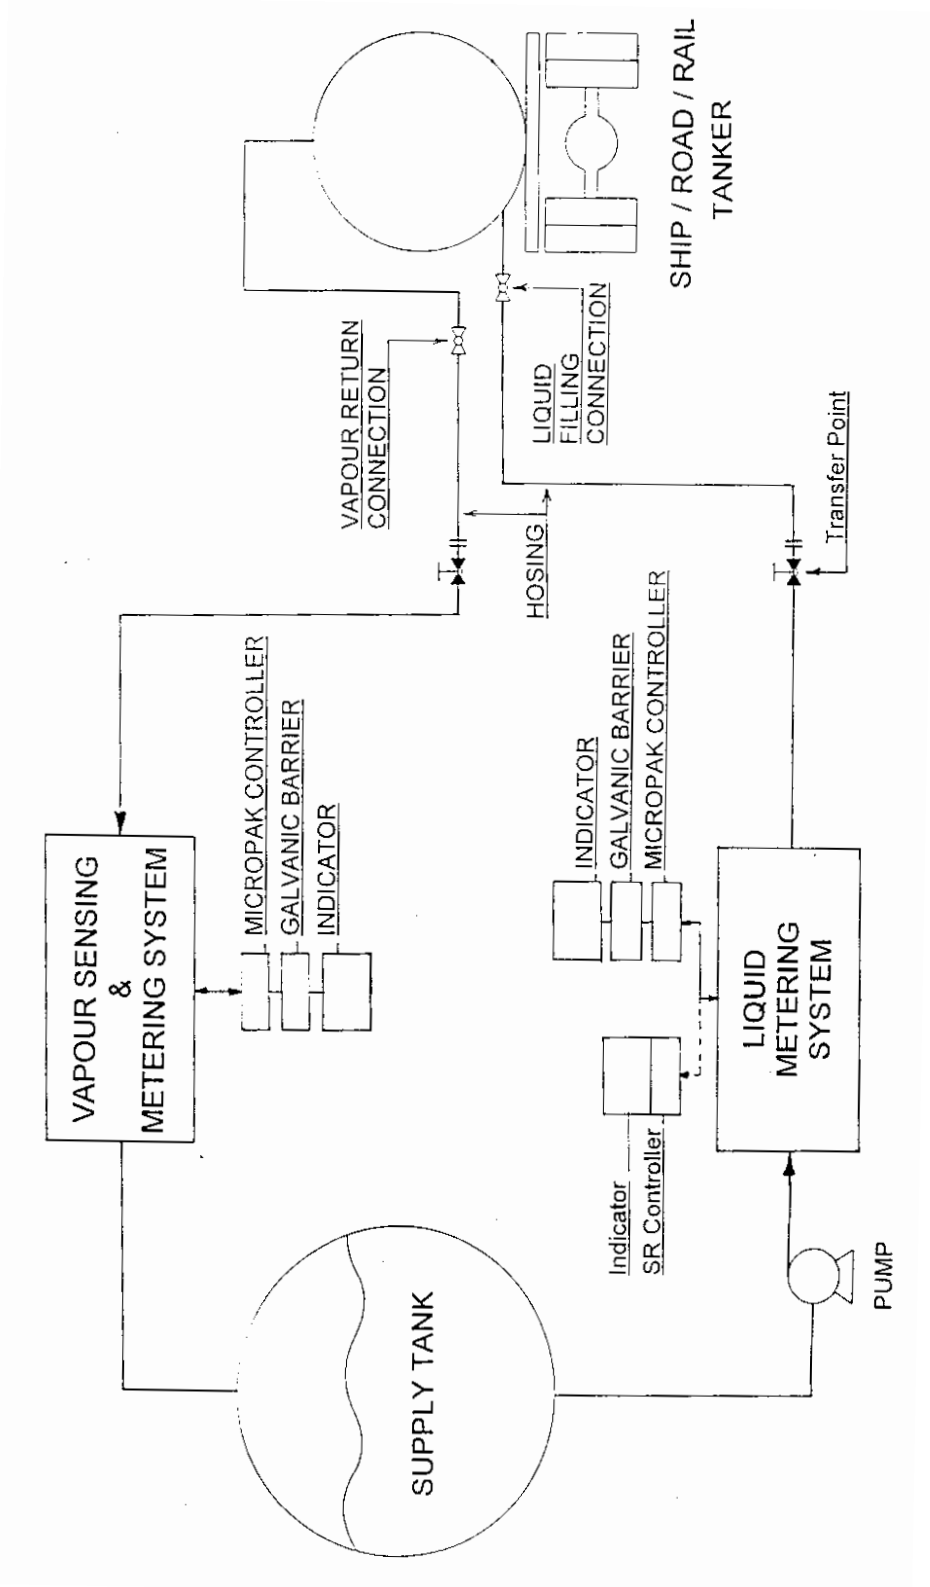 VAPOUR SENSING
&
METERING SYSTEM
MICROPAK CONTROLLER
GALVANIC BARRIER
INDICATOR
VAPOUR RETURN
CONNECTION
SUPPLY TANK
HOSING
LIQUID
FILLING
CONNECTION
SHIP / ROAD / RAIL
TANKER
INDICATOR
GALVANIC BARRIER
MICROPAK CONTROLLER
Indicator
SR Controller
LIQUID
METERING
SYSTEM
Transfer Point
PUMP